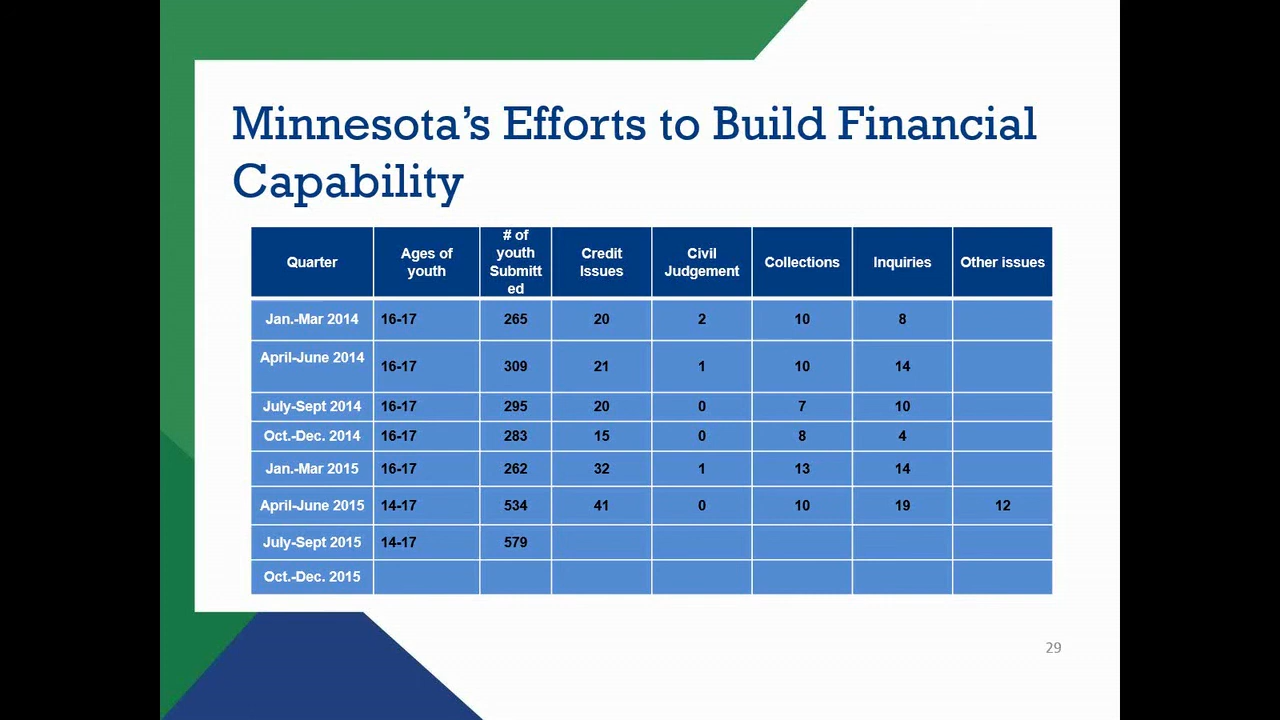 Minnesota’s Efforts to Build Financial
Capability
Quarter Ages of youth # of youth Submitt ed Credit Issues Civil Judgement Collections Inquiries Other issues
Jan.-Mar 2014 16-17 265 20 2 10 8
April-June 2014 16-17 309 21 1 10 14
July-Sept 2014 16-17 295 20 0 7 10
Oct.-Dec. 2014 16-17 283 15 0 8 4
Jan.-Mar 2015 16-17 262 32 1 13 14
April-June 2015 14-17 534 41 0 10 19 12
July-Sept 2015 14-17 579
Oct.-Dec. 2015
29